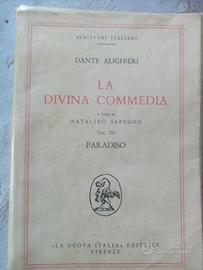 SCRITTORI ITALIANI
DANTE ALIGHIERI
LA
DIVINA COMMEDIA
a cura di
NATALINO SAPEGNO
Vol. III
PARADISO
«LA NUOVA ITALIA» EDITRICE
FIRENZE
subito